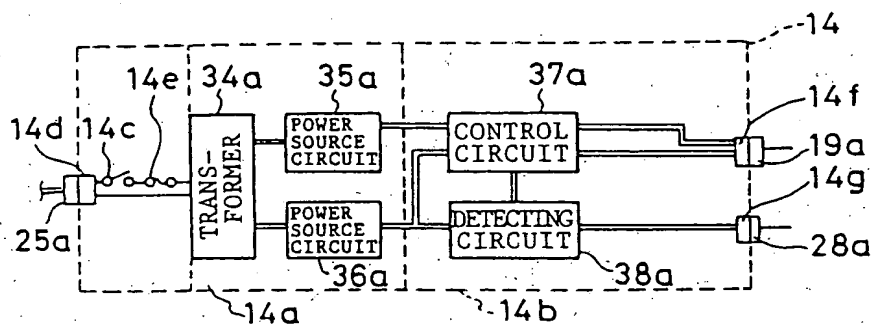 14
34a
35a
37a
14e
14f
14d
14c
POWER
SOURCE
CIRCUIT
CONTROL
CIRCUIT
19a
TRANS-
FORMER
14g
25a
POWER
SOURCE
CIRCUIT
DETECTING
CIRCUIT
28a
36a
38a
14a
14b